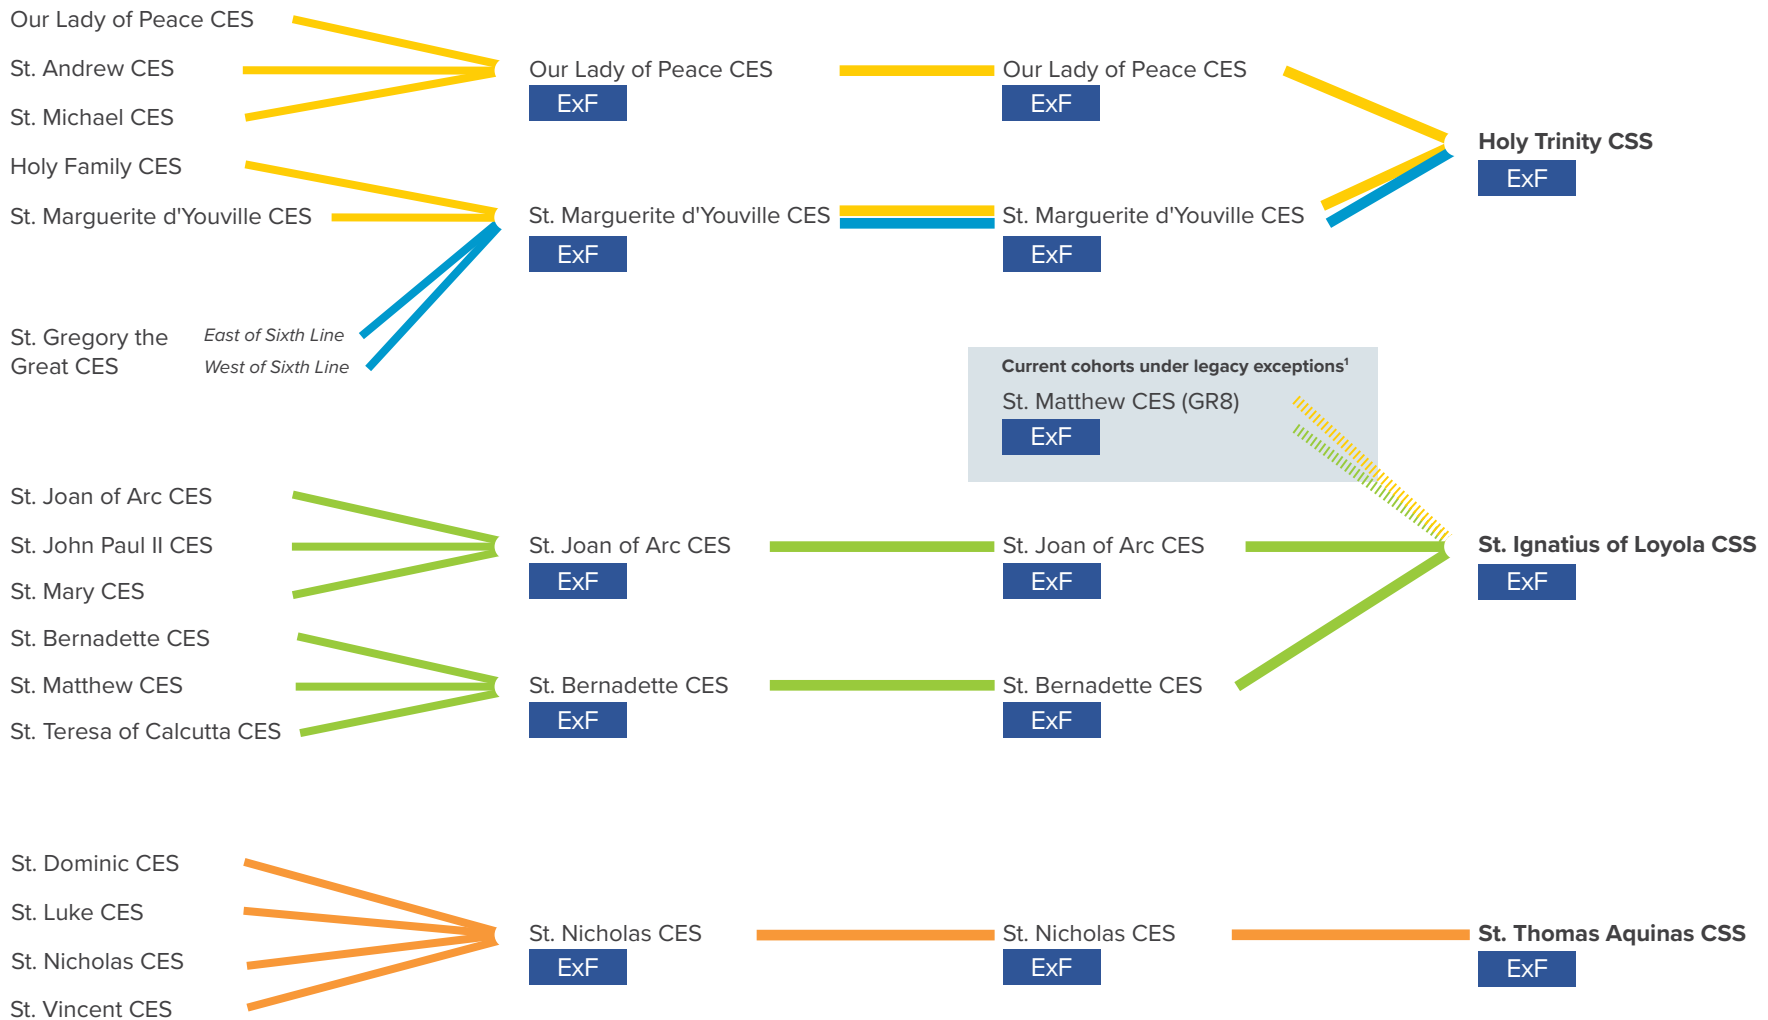 Our Lady of Peace CES
St. Andrew CES
St. Michael CES
Our Lady of Peace CES
ExF
Our Lady of Peace CES
ExF
Holy Trinity CSS
ExF
Holy Family CES
St. Marguerite d'Youville CES
St. Marguerite d'Youville CES
ExF
St. Marguerite d'Youville CES
ExF
St. Gregory the
Great CES
East of Sixth Line
West of Sixth Line
Current cohorts under legacy exceptions¹
St. Matthew CES (GR8)
ExF
St. Joan of Arc CES
St. John Paul II CES
St. Mary CES
St. Joan of Arc CES
ExF
St. Joan of Arc CES
ExF
St. Ignatius of Loyola CSS
ExF
St. Bernadette CES
St. Matthew CES
St. Teresa of Calcutta CES
St. Bernadette CES
ExF
St. Bernadette CES
ExF
St. Dominic CES
St. Luke CES
St. Nicholas CES
St. Vincent CES
St. Nicholas CES
ExF
St. Nicholas CES
ExF
St. Thomas Aquinas CSS
ExF